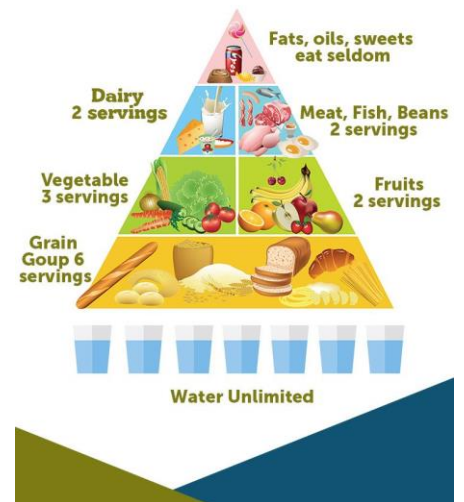 Fats, oils, sweets
eat seldom
Dairy
2 servings
Meat, Fish, Beans
2 servings
Vegetable
3 servings
Fruits
2 servings
Grain
Goup 6
servings
Water Unlimited